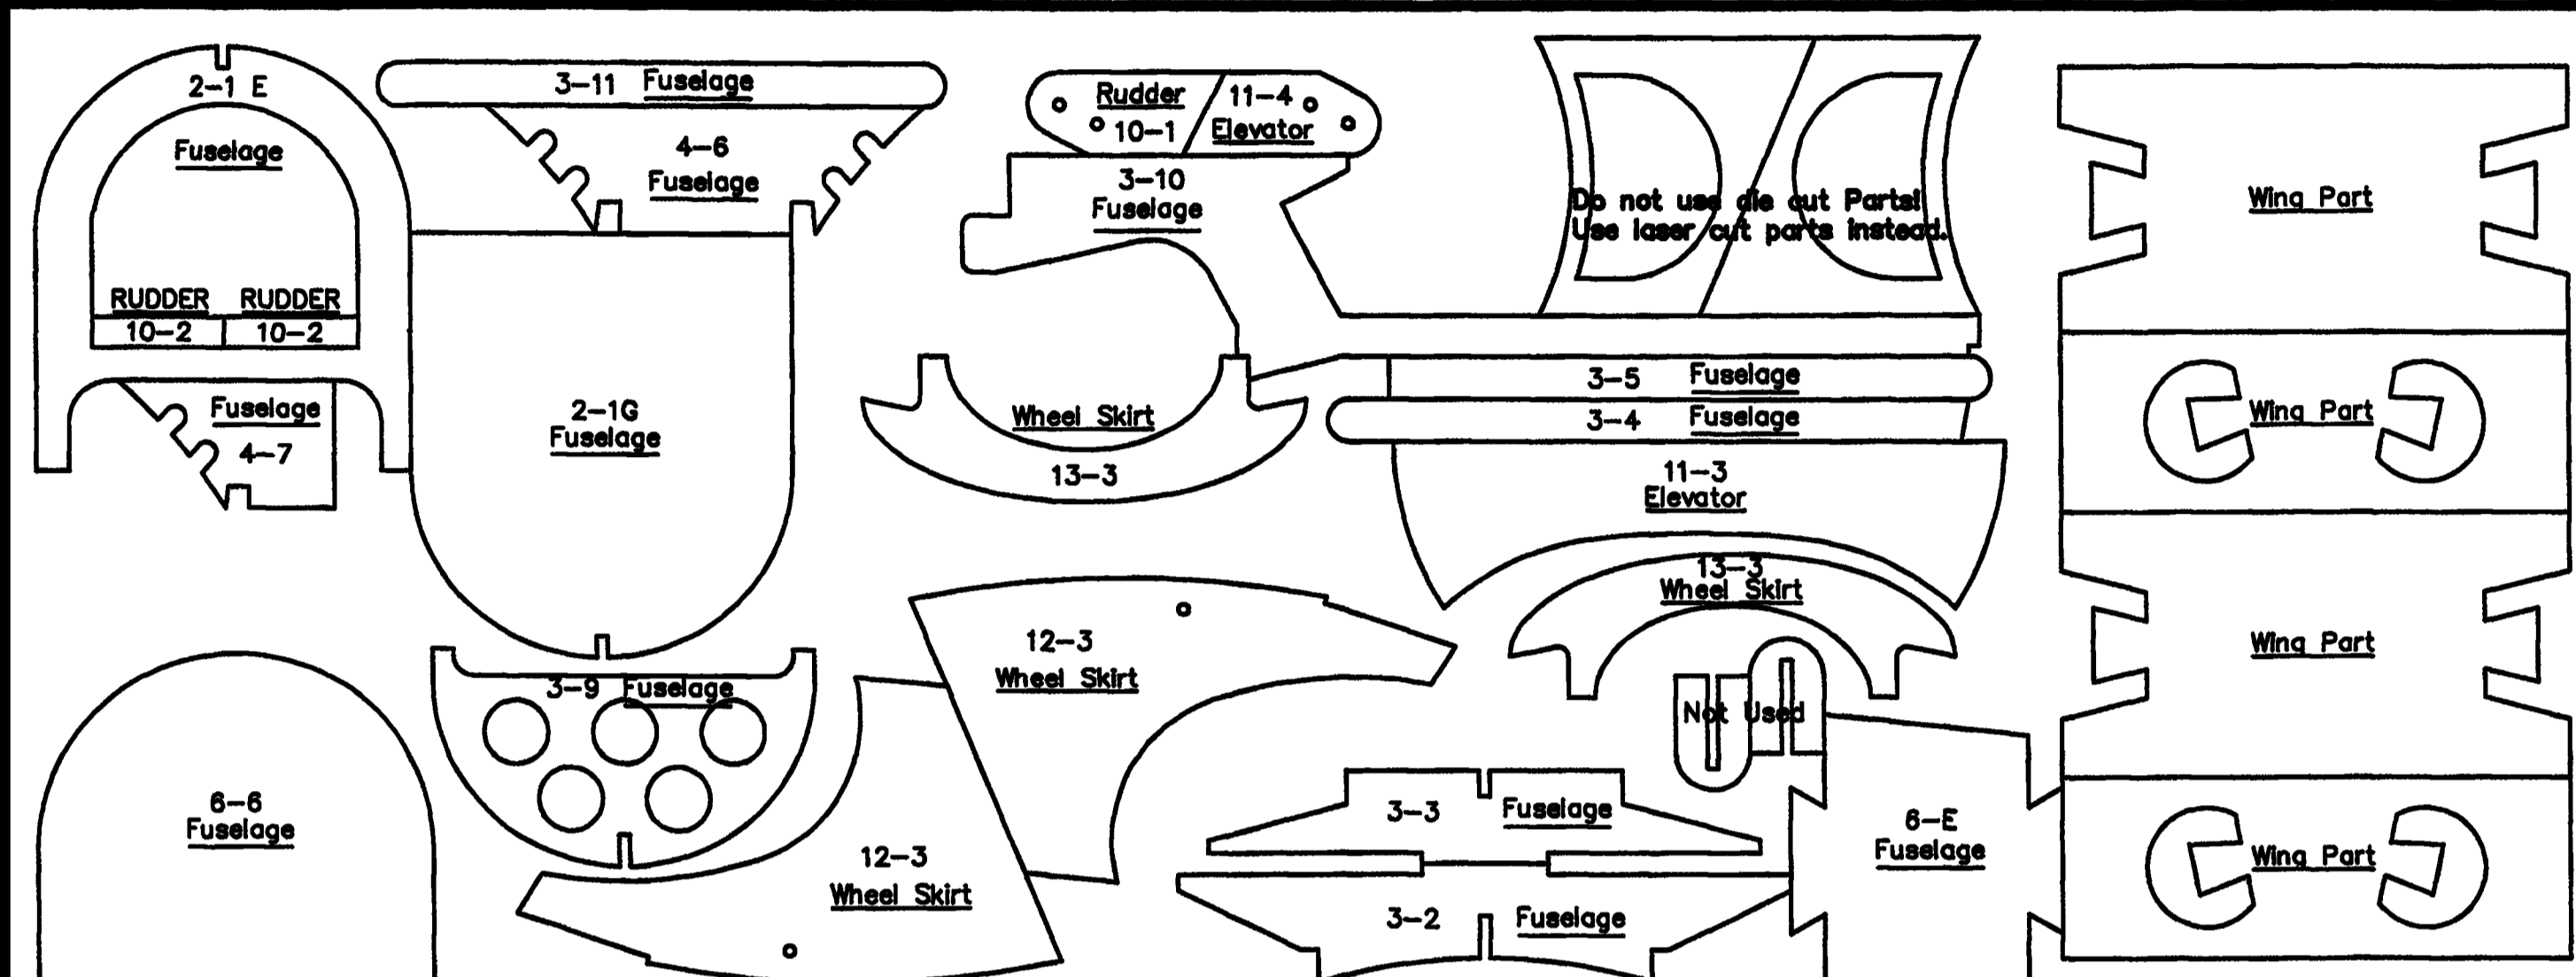 2-1 E
Fuselage
RUDDER RUDDER
10-2 10-2
Fuselage
4-7
3-11 Fuselage
4-6
Fuselage
2-1G
Fuselage
3-9 Fuselage
6-6
Fuselage
Rudder
10-1
11-4
Elevator
3-10
Fuselage
Wheel Skirt
13-3
12-3
Wheel Skirt
12-3
Wheel Skirt
Do not use die cut Parts!
Use laser cut parts instead.
3-5 Fuselage
3-4 Fuselage
11-3
Elevator
13-3
Wheel Skirt
Not Used
3-3 Fuselage
3-2 Fuselage
6-E
Fuselage
Wing Part
Wing Part
Wing Part
Wing Part